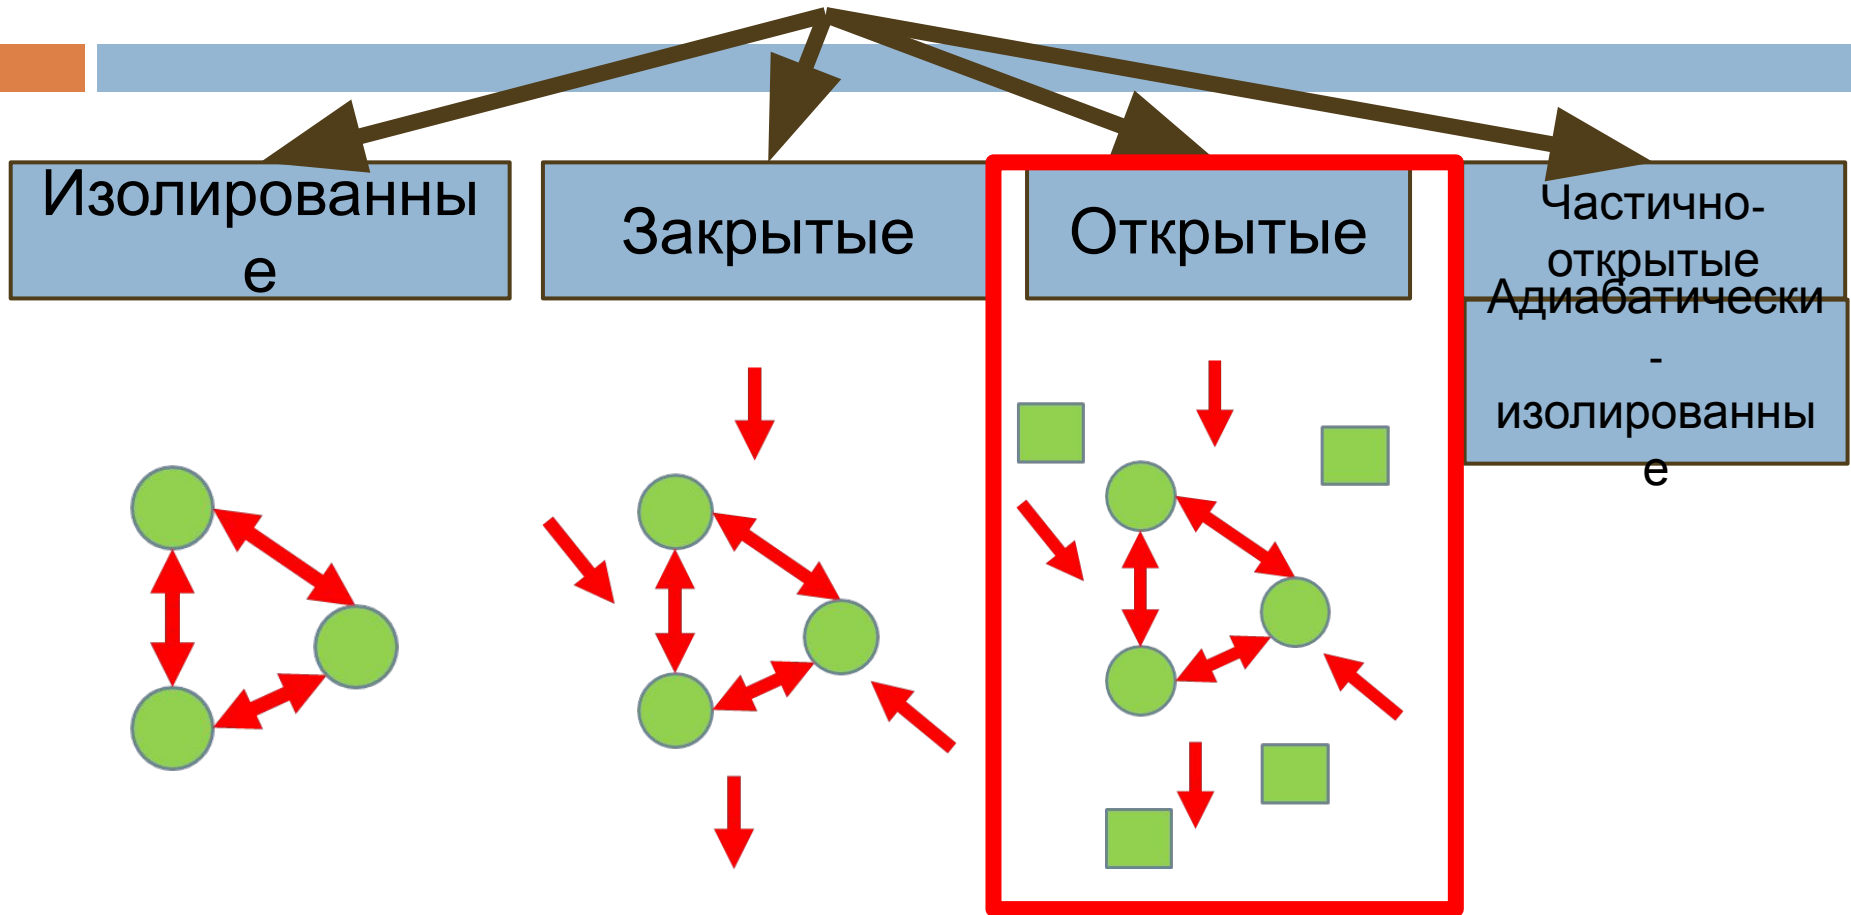 Изолированны
е
Закрытые
Открытые
Частично-
открытые
Адиабатически
-
изолированны
е